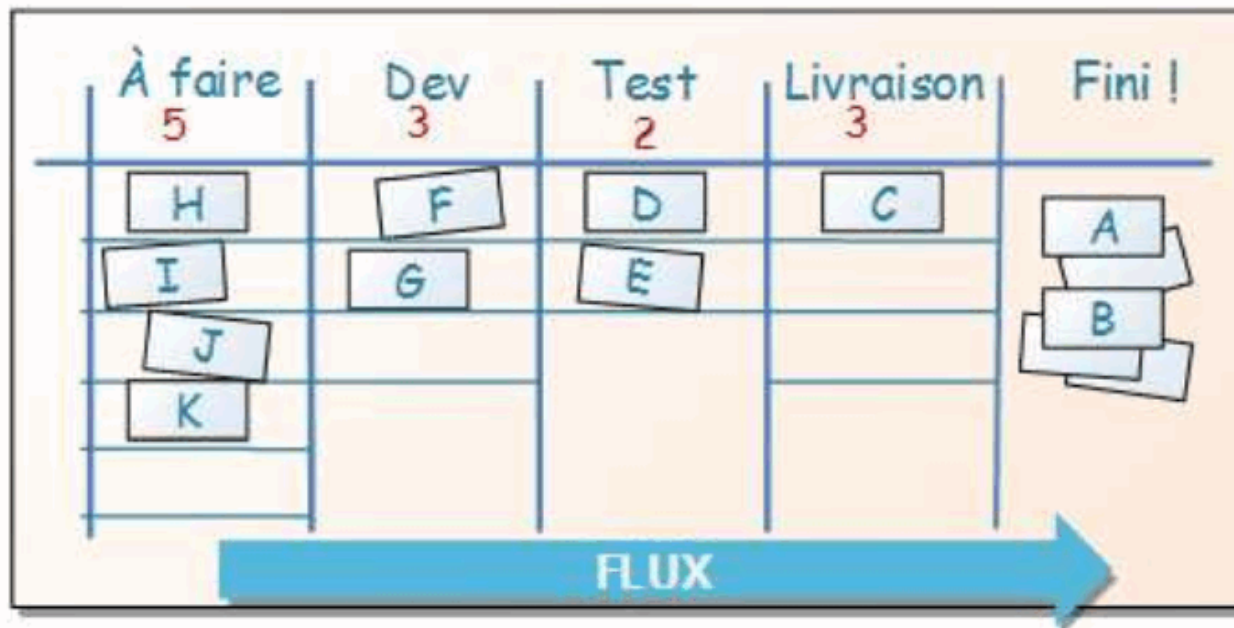 À faire Dev Test Livraison Fini !
5 3 2 3
H F D C A
I G E
J B
K
FLUX